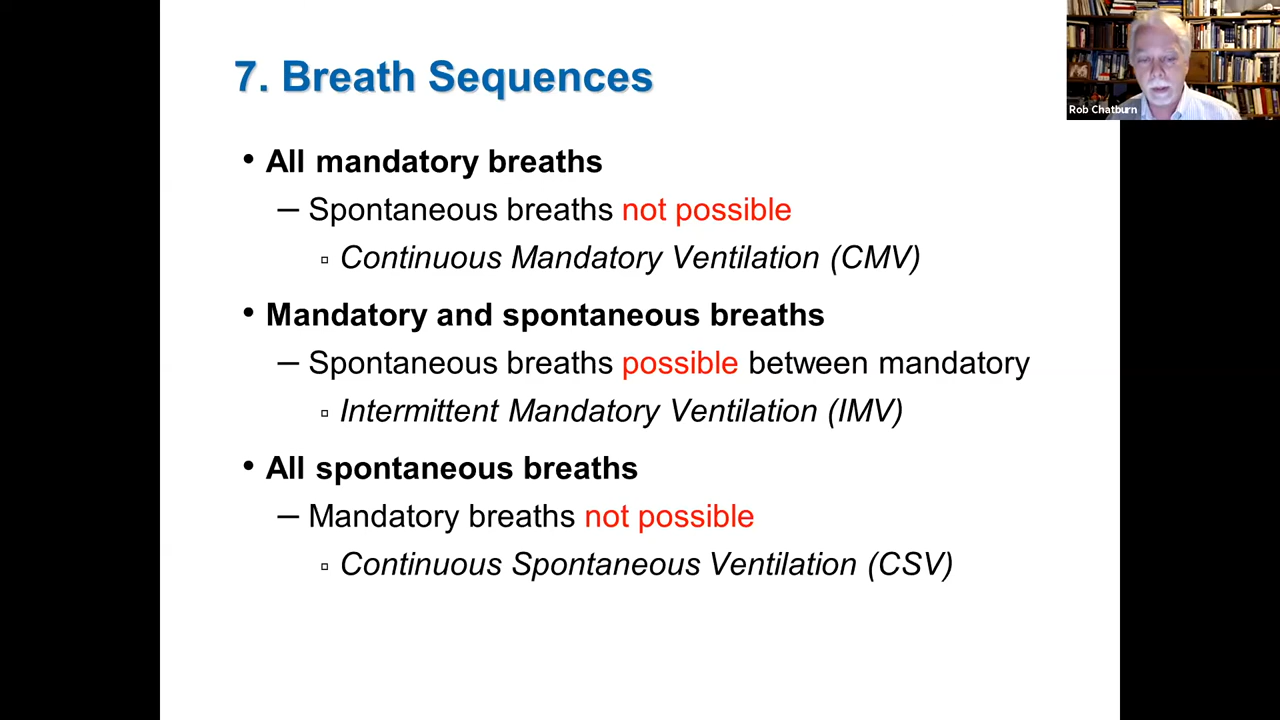 7. Breath Sequences
Rob Chatburn
• All mandatory breaths
– Spontaneous breaths not possible
▫ Continuous Mandatory Ventilation (CMV)
• Mandatory and spontaneous breaths
– Spontaneous breaths possible between mandatory
▫ Intermittent Mandatory Ventilation (IMV)
• All spontaneous breaths
– Mandatory breaths not possible
▫ Continuous Spontaneous Ventilation (CSV)